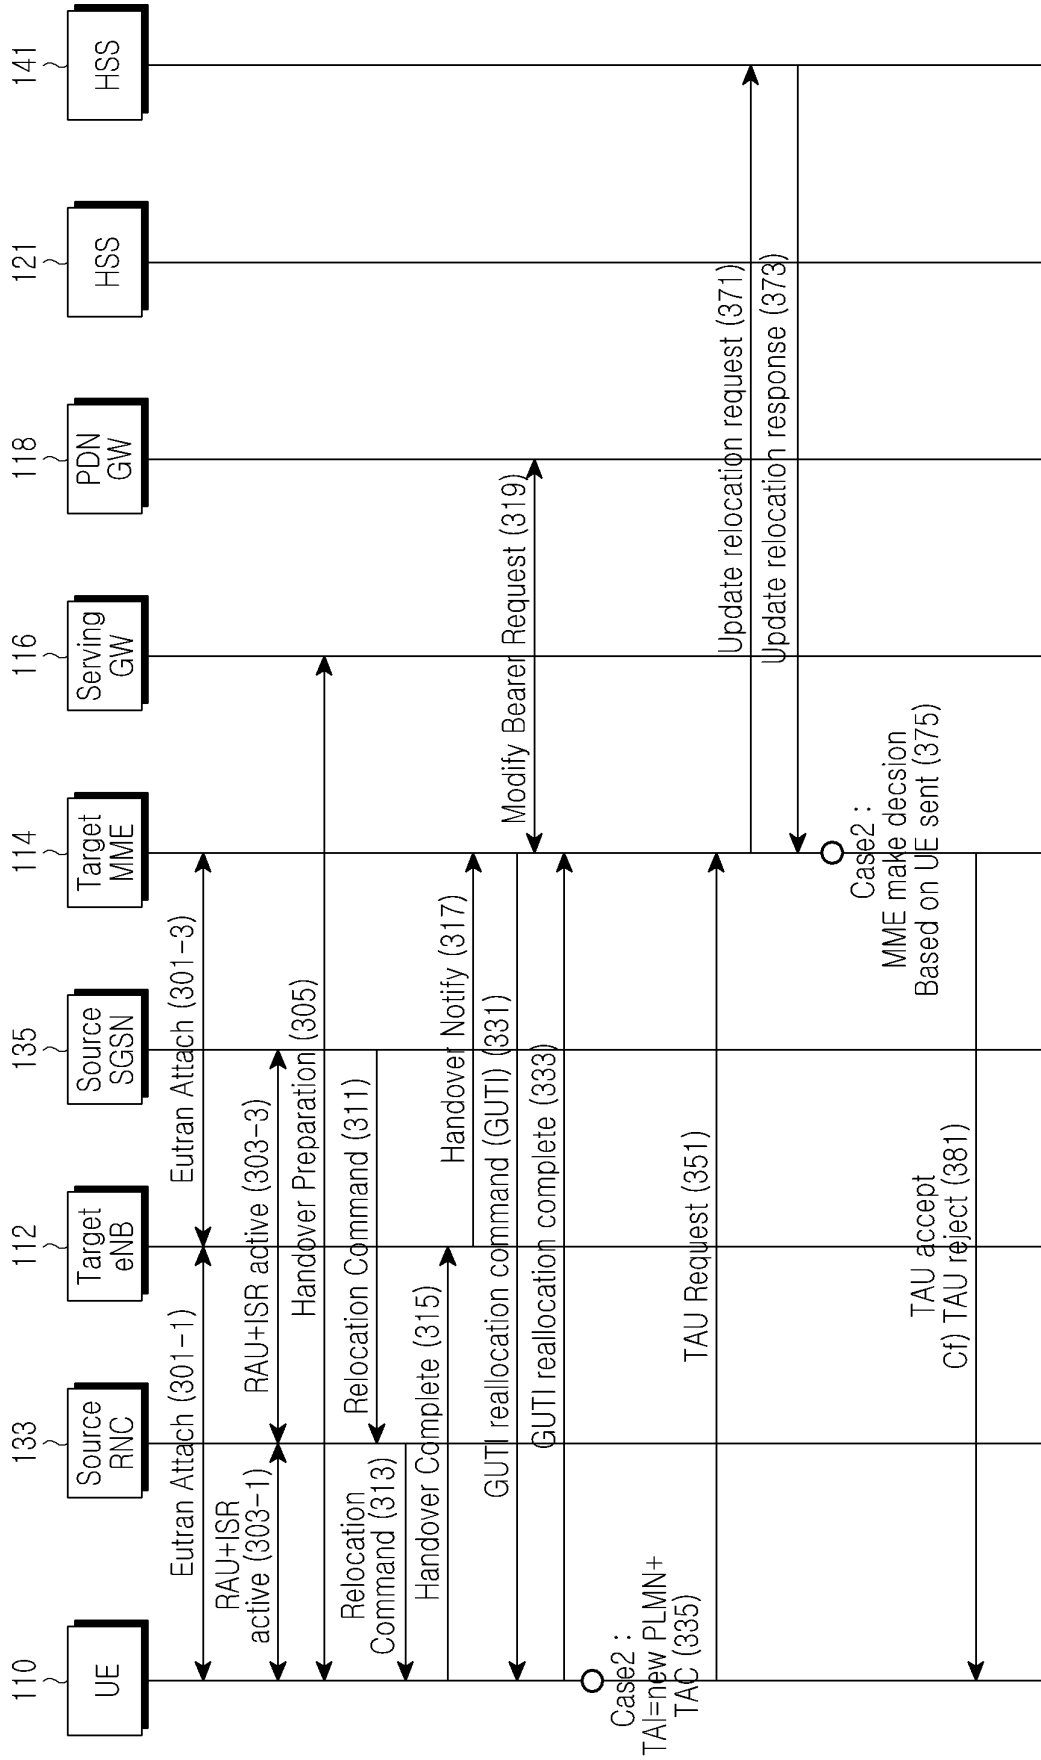 110
133
112
135
114
116
118
121
141
UE
Source
RNC
Target
eNB
Source
SGSN
Target
MME
Serving
GW
PDN
GW
HSS
HSS
Eutran Attach (301-1)
Eutran Attach (301-3)
RAU+ISR
active (303-1)
RAU+ISR active (303-3)
Handover Preparation (305)
Relocation Command (311)
Relocation
Command (313)
Handover Complete (315)
Handover Notify (317)
GUTI reallocation command (GUTI) (331)
Modify Bearer Request (319)
GUTI reallocation complete (333)
Case2 :
TAI=new PLMN+
TAC (335)
TAU Request (351)
Update relocation request (371)
Update relocation response (373)
Case2 :
MME make decsion
Based on UE sent (375)
TAU accept
Cf) TAU reject (381)